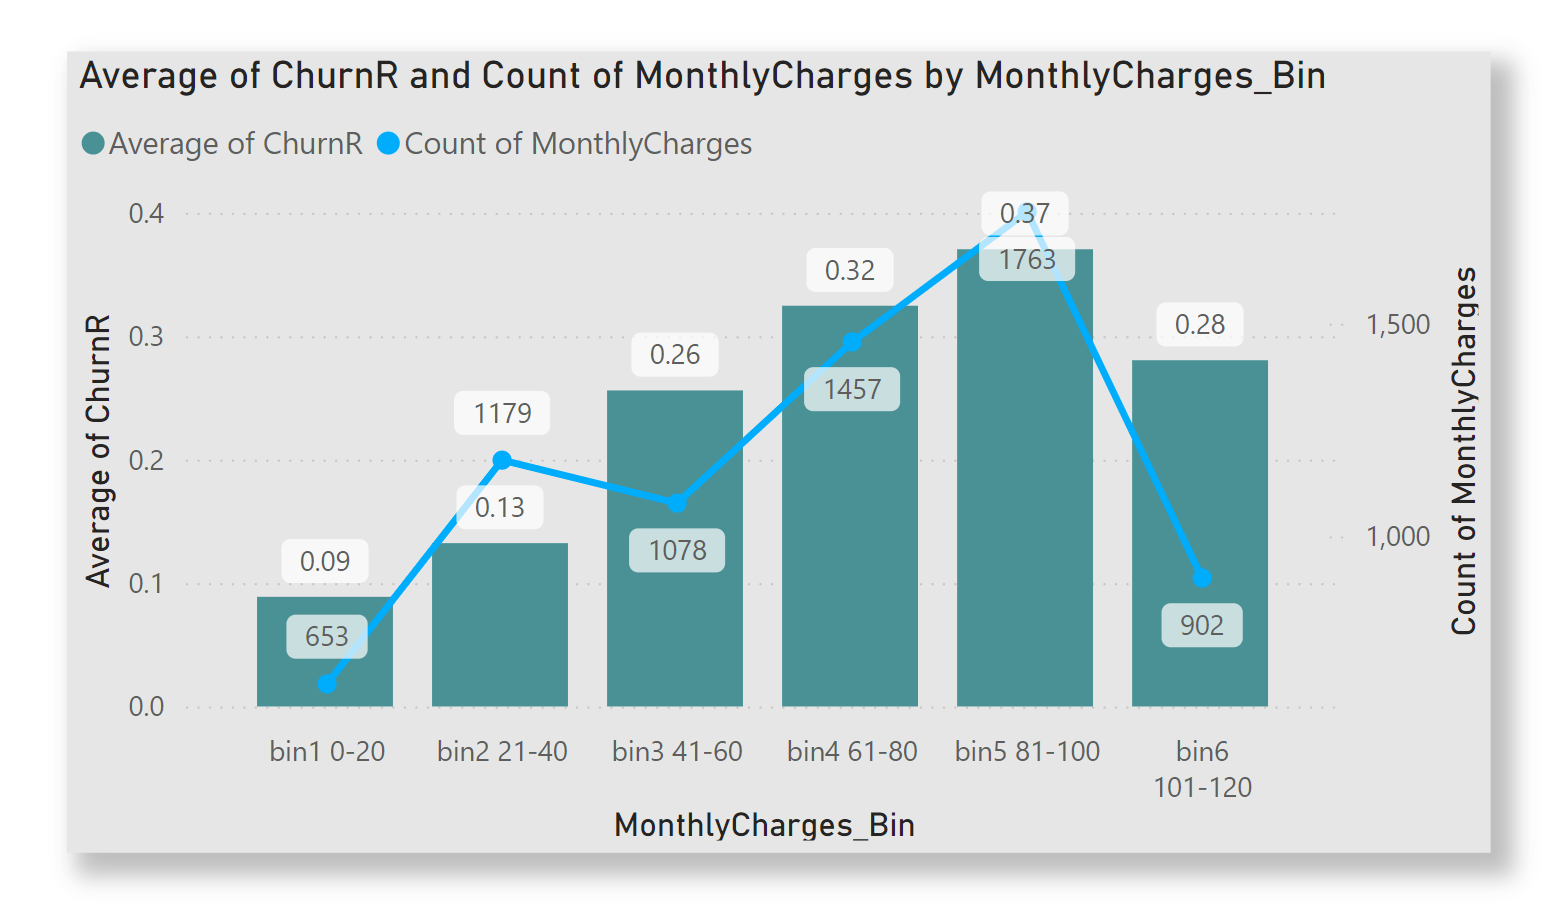 Average of ChurnR and Count of MonthlyCharges by MonthlyCharges_Bin
Average of ChurnR Count of MonthlyCharges
Average of ChurnR
0.4
0.3
0.2
0.1
0.0
0.09
653
1179
0.13
0.26
1078
0.32
1457
0.37
1763
0.28
902
1,500
1,000
Count of MonthlyCharges
bin1 0-20
bin2 21-40
bin3 41-60
bin4 61-80
bin5 81-100
bin6
101-120
MonthlyCharges_Bin